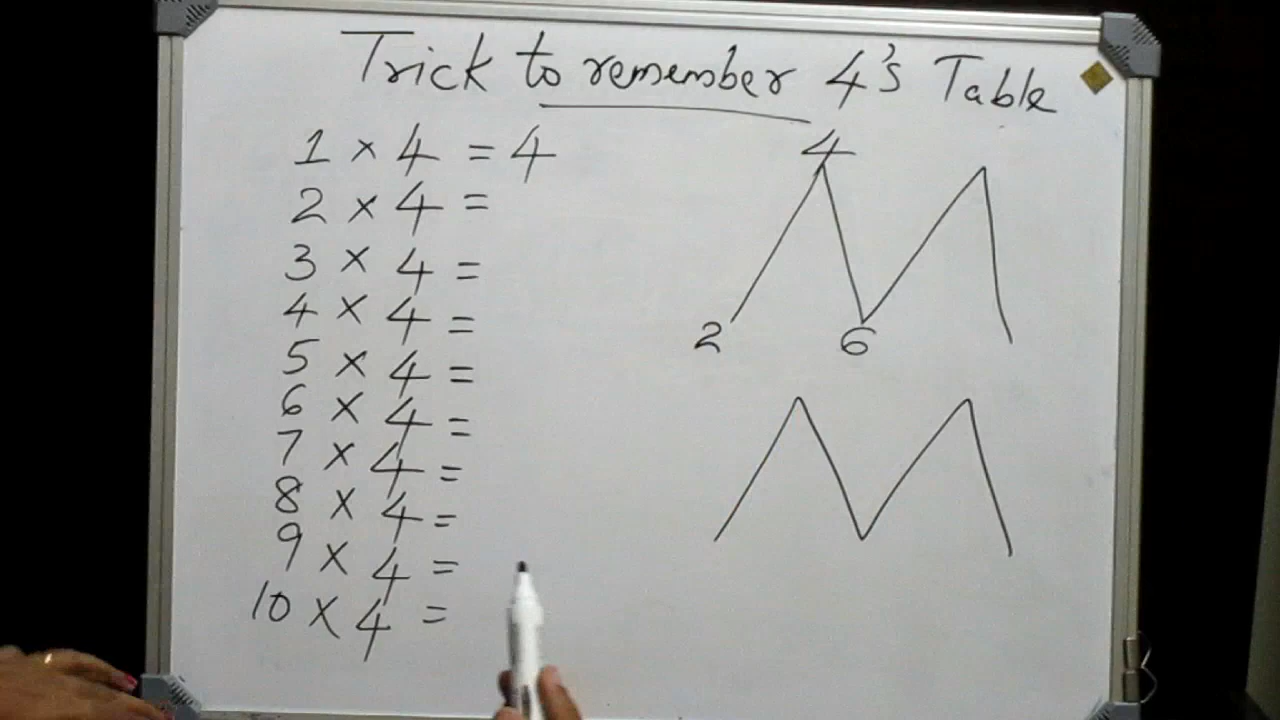 Trick to remember 4's Table
1 × 4 = 4
2 × 4 =
3 × 4 =
4 × 4 =
5 × 4 =
6 × 4 =
7 × 4 =
8 × 4 =
9 × 4 =
10 × 4 =
4
2 6